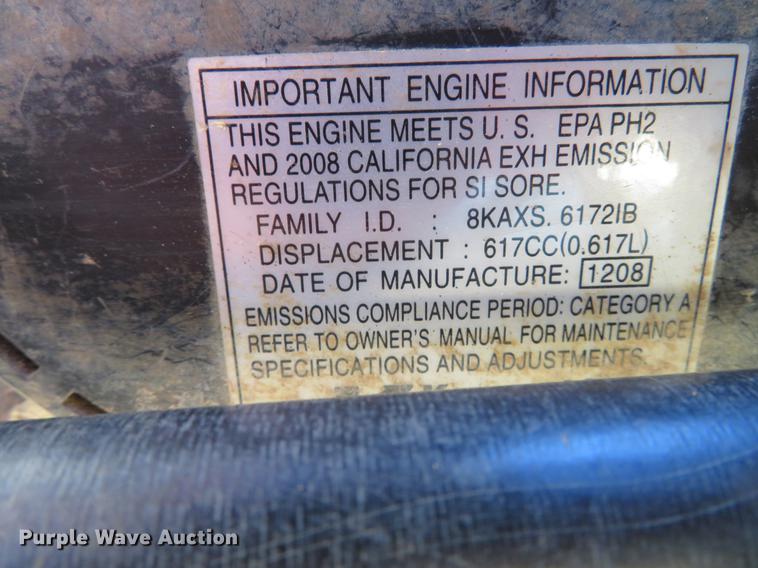 IMPORTANT ENGINE INFORMATION
THIS ENGINE MEETS U. S. EPA PH2
AND 2008 CALIFORNIA EXH EMISSION
REGULATIONS FOR SI SORE.
FAMILY I.D. : 8KAXS. 6172IB
DISPLACEMENT : 617CC(0.617L)
DATE OF MANUFACTURE: 1208
EMISSIONS COMPLIANCE PERIOD: CATEGORY A
REFER TO OWNER'S MANUAL FOR MAINTENANCE
SPECIFICATIONS AND ADJUSTMENTS.
Purple Wave Auction